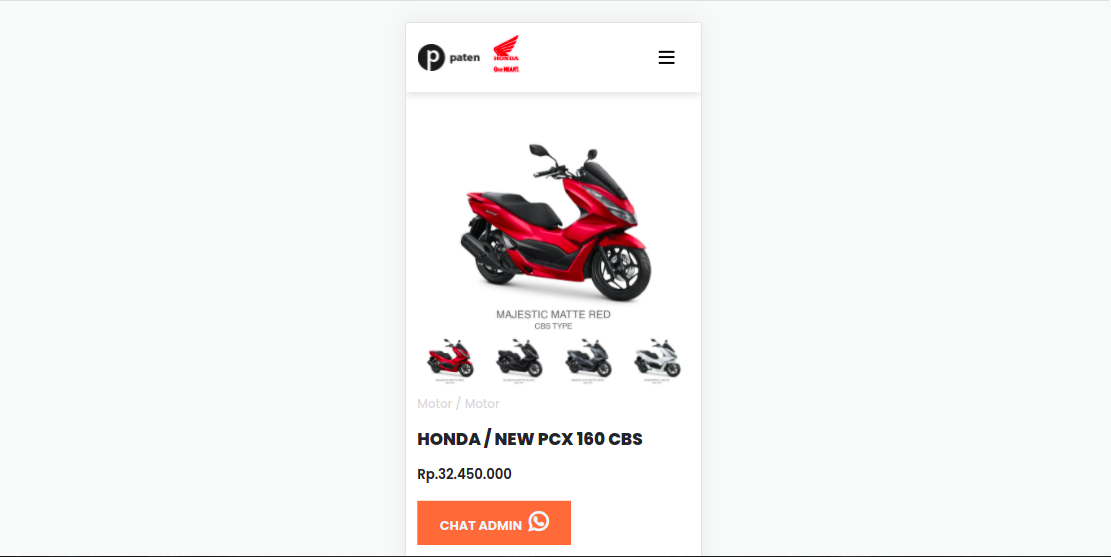 paten
HONDA
One HEART.
MAJESTIC MATTE RED
CBS TYPE
Motor / Motor
HONDA / NEW PCX 160 CBS
Rp.32.450.000
CHAT ADMIN